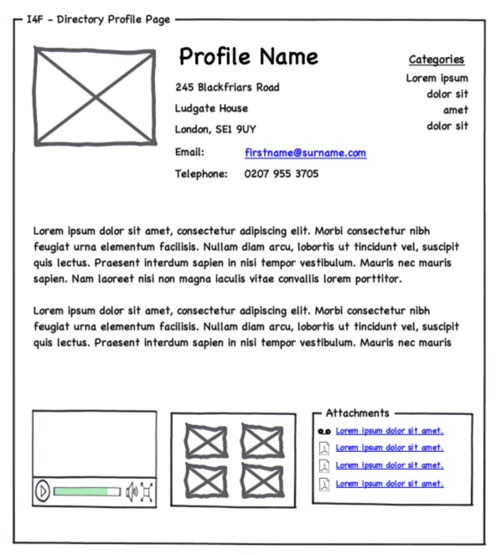 I4F - Directory Profile Page
Profile Name
245 Blackfriars Road
Ludgate House
London, SE1 9UY
Email: firstname@surname.com
Telephone: 0207 955 3705
Categories
Lorem ipsum
dolor sit
amet
dolor sit
Lorem ipsum dolor sit amet, consectetur adipiscing elit. Morbi consectetur nibh
feugiat urna elementum facilisis. Nullam diam arcu, lobortis ut tincidunt vel, suscipit
quis lectus. Praesent interdum sapien in nisi tempor vestibulum. Mauris nec mauris
sapien. Nam laoreet nisi non magna iaculis vitae convallis lorem porttitor.
Lorem ipsum dolor sit amet, consectetur adipiscing elit. Morbi consectetur nibh
feugiat urna elementum facilisis. Nullam diam arcu, lobortis ut tincidunt vel, suscipit
quis lectus. Praesent interdum sapien in nisi tempor vestibulum. Mauris nec mauris
Attachments
Lorem ipsum dolor sit amet.
Lorem ipsum dolor sit amet.
Lorem ipsum dolor sit amet.
Lorem ipsum dolor sit amet.